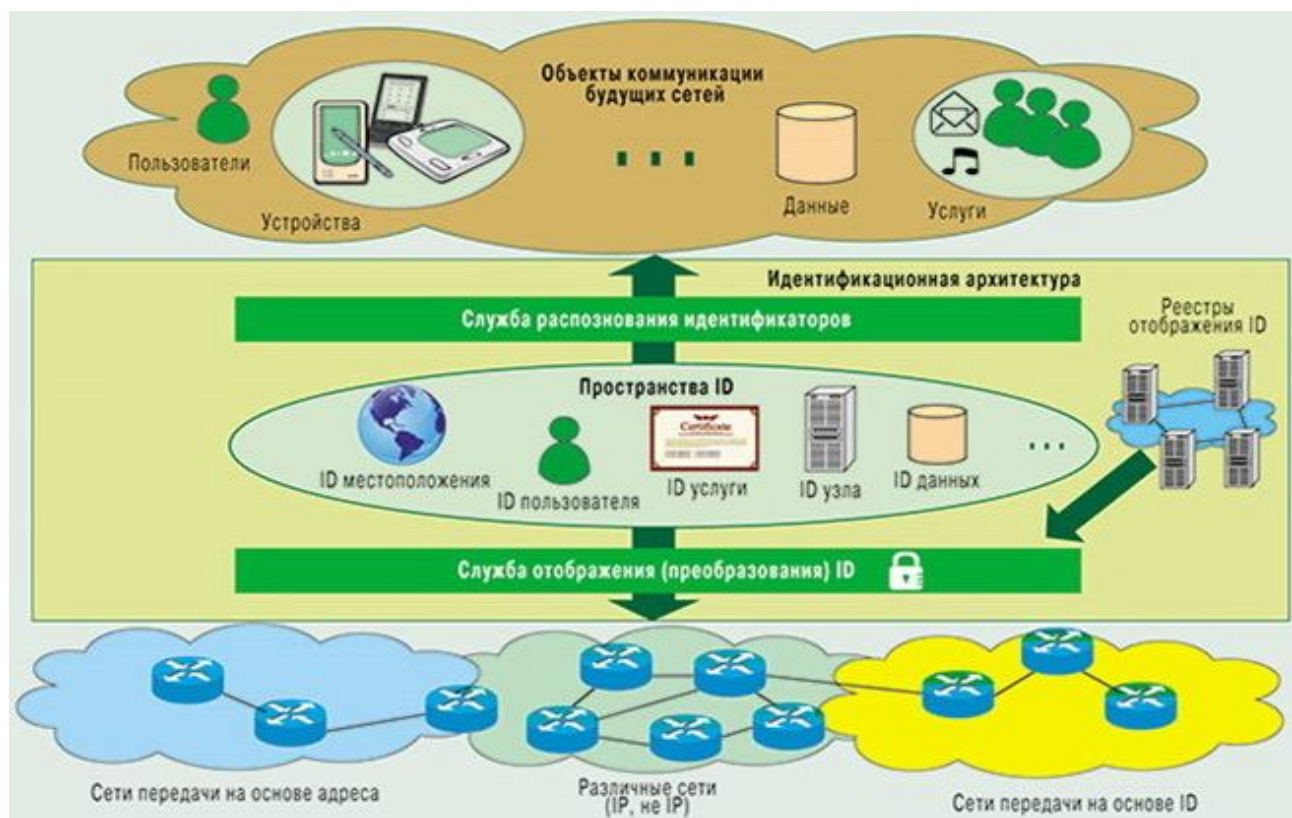 Объекты коммуникации
будущих сетей
Пользователи
Устройства
Данные
Услуги
Идентификационная архитектура
Служба распознования идентификаторов
Реестры
отображения ID
Пространства ID
Certificate
ID местоположения
ID пользователя
ID услуги
ID узла
ID данных
Служба отображения (преобразования) ID
Сети передачи на основе адреса
Различные сети
(IP, не IP)
Сети передачи на основе ID